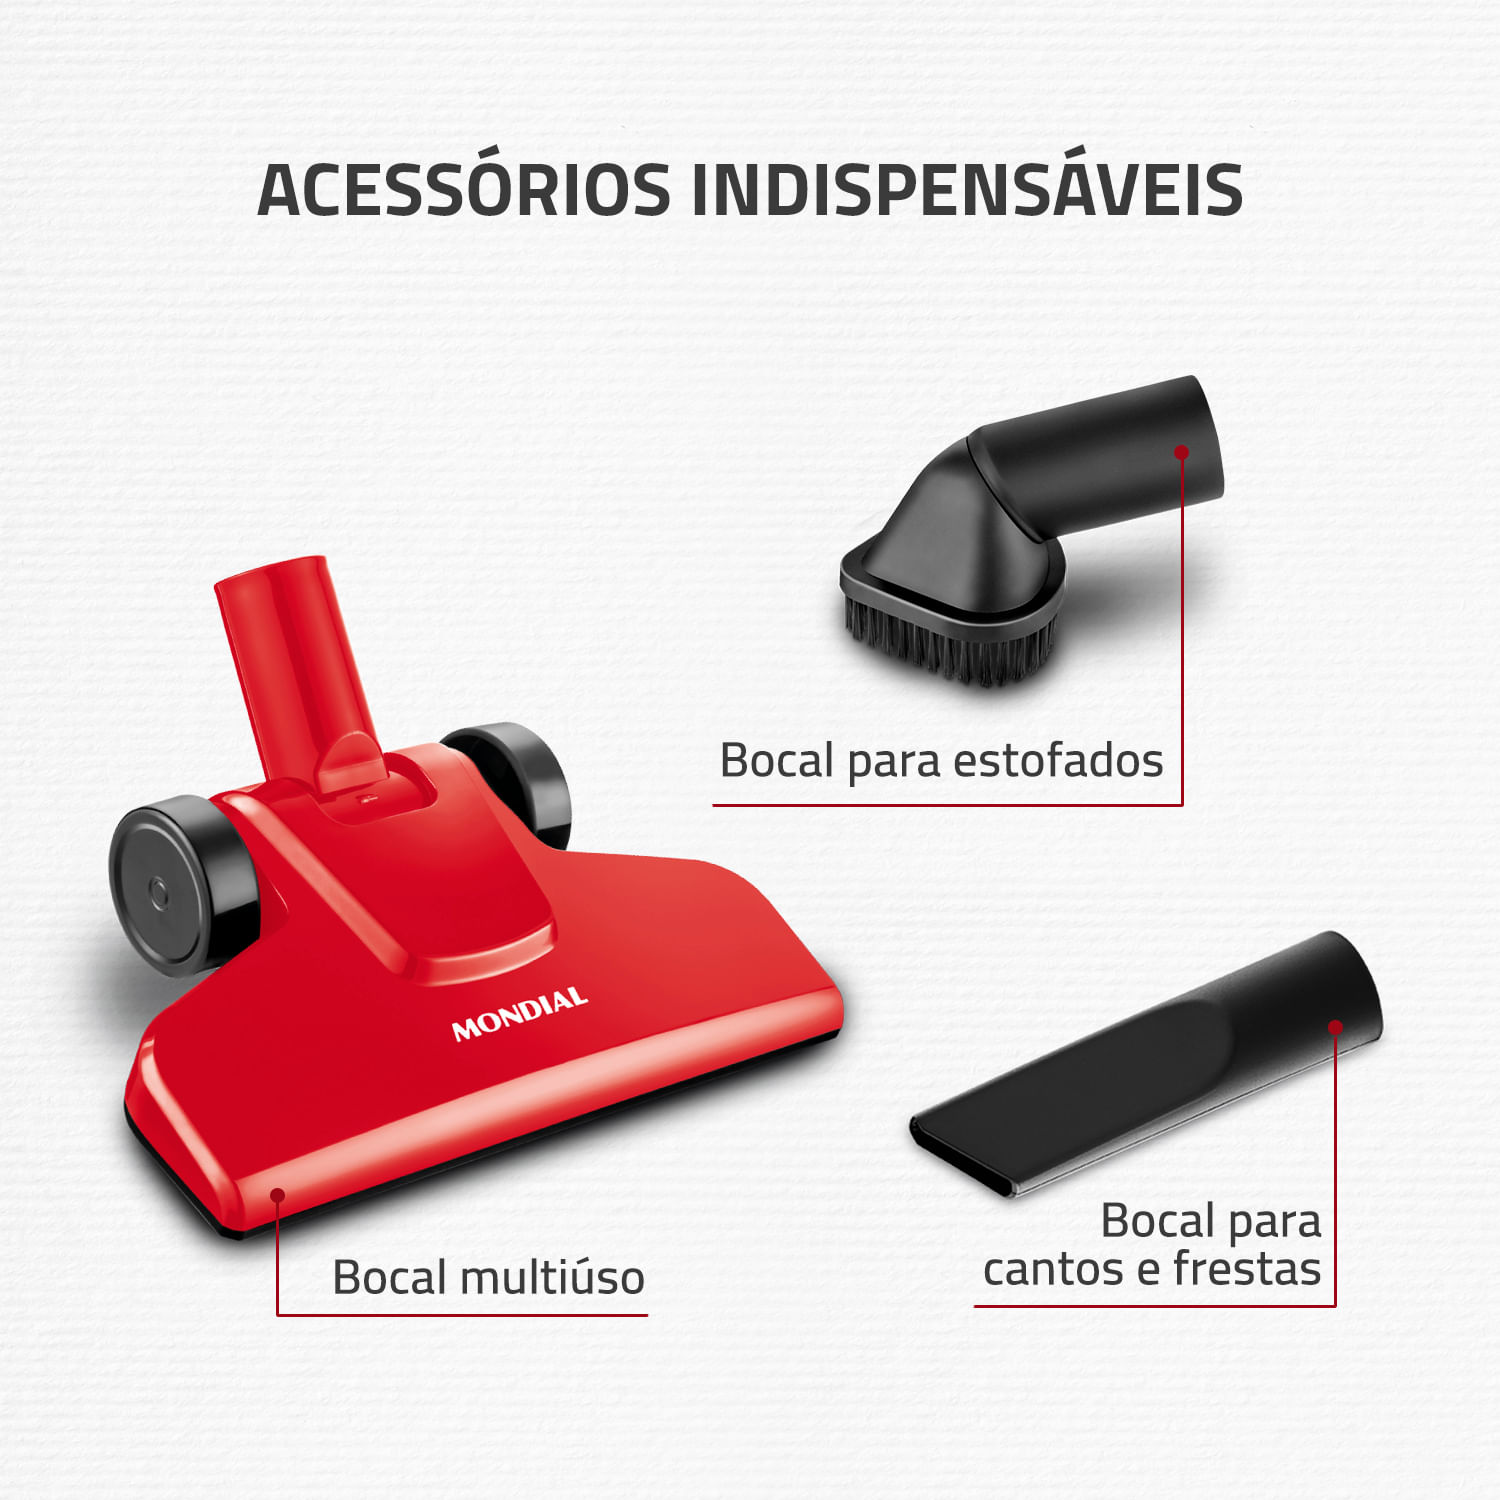 ACESSÓRIOS INDISPENSÁVEIS
Bocal para estofados
MONDIAL
Bocal para
cantos e frestas
Bocal multiúso